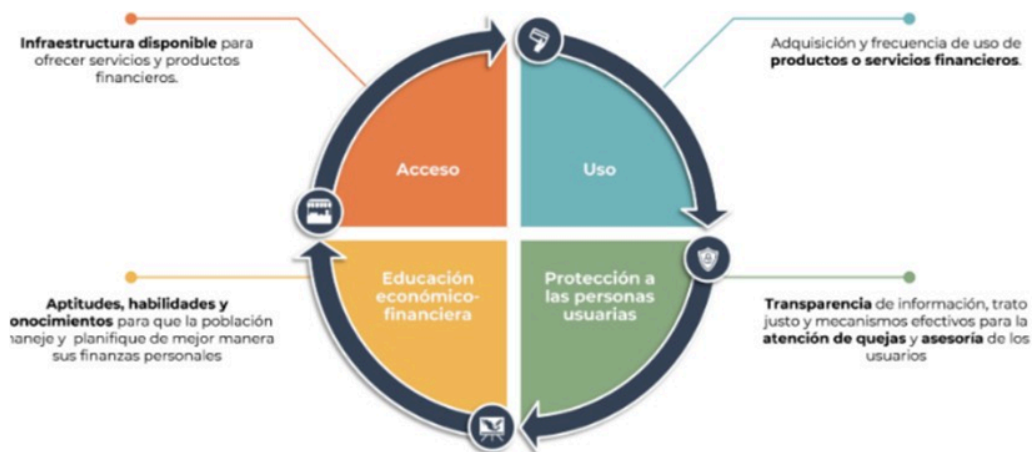 Infraestructura disponible para
ofrecer servicios y productos
financieros.
Adquisición y frecuencia de uso de
productos o servicios financieros.
Acceso
Uso
Educación
económico-
financiera
Protección a
las personas
usuarias
Aptitudes, habilidades y
onocimientos para que la población
naneje y planifique de mejor manera
sus finanzas personales
Transparencia de información, trato
justo y mecanismos efectivos para la
atención de quejas y asesoría de los
usuarios